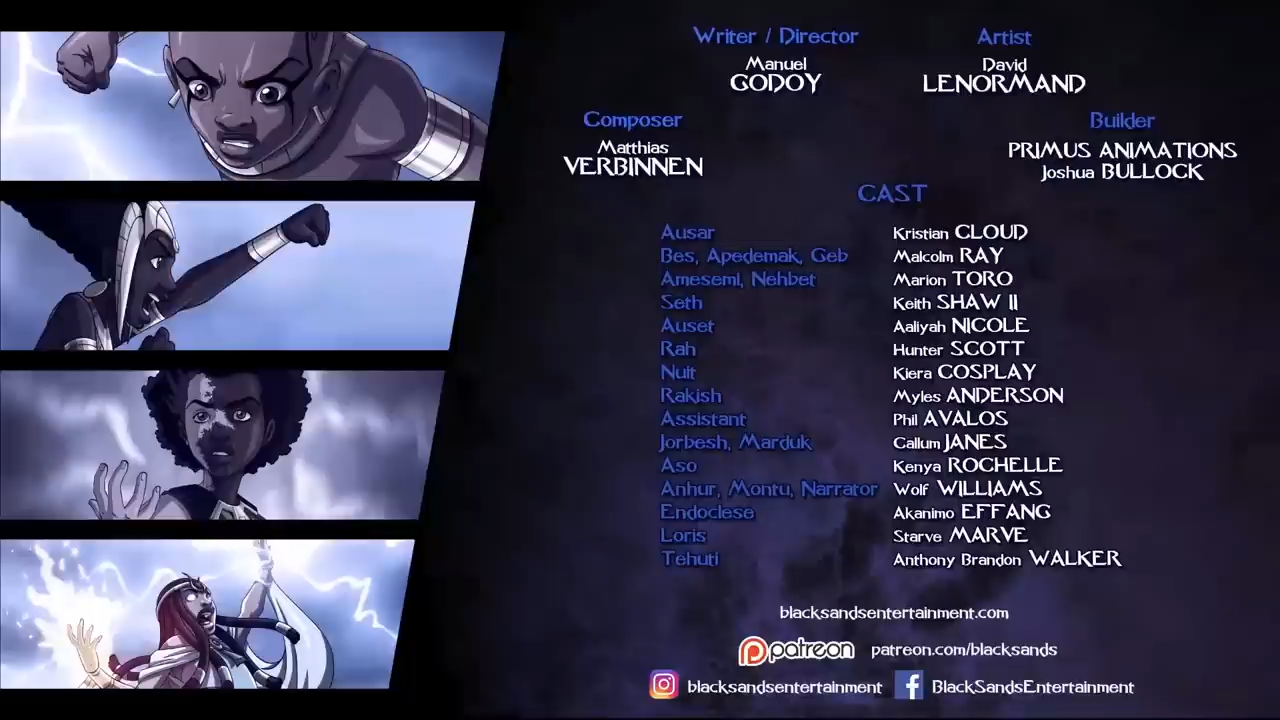 Writer / Director
Manuel
GODOY
Artist
David
LENORMAND
Composer
Matthias
VERBINNEN
Builder
PRIMUS ANIMATIONS
Joshua BULLOCK
CAST
Ausar Kristian CLOUD
Bes, Apedemak, Geb Malcolm RAY
Amesemi, Nehbet Marion TORO
Seth Keith SHAW II
Auset Aaliyah NICOLE
Rah Hunter SCOTT
Nuit Kiera COSPLAY
Rakish Myles ANDERSON
Assistant Phil AVALOS
Jorbesh, Marduk Callum JANES
Aso Kenya ROCHELLE
Anhur, Montu, Narrator Wolf WILLIAMS
Endoclese Akanimo EFFANG
Loris Starve MARVE
Tehuti Anthony Brandon WALKER
blacksandsentertainment.com
patreon patreon.com/blacksands
blacksandsentertainment BlackSandsEntertainment